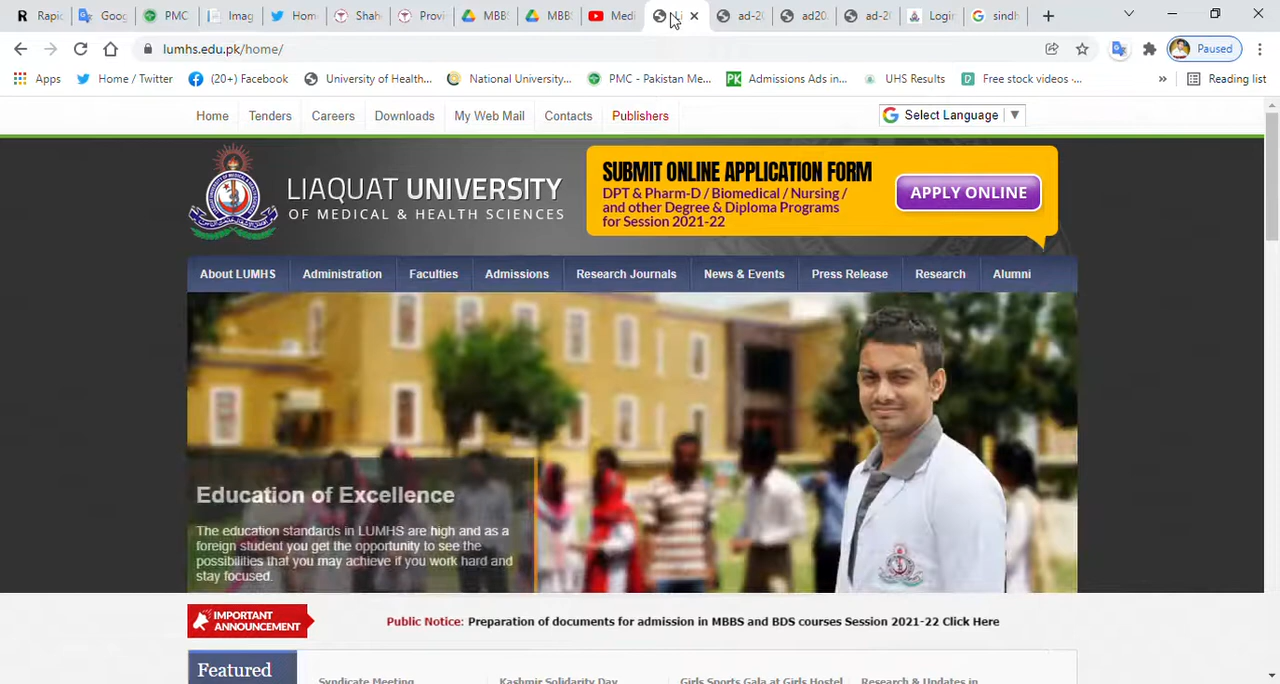 R Rapid Goog PMC Imag Hom Shah Provi MBB MBB Medi ad-20 ad20 ad-20 Login sindh
lumhs.edu.pk/home/ Paused
Apps Home / Twitter (20+) Facebook University of Health... National University... PMC - Pakistan Me... Admissions Ads in... UHS Results Free stock videos -... » Reading list
Home Tenders Careers Downloads My Web Mail Contacts Publishers Select Language ▼
LIAQUAT UNIVERSITY
OF MEDICAL & HEALTH SCIENCES
SUBMIT ONLINE APPLICATION FORM
DPT & Pharm-D / Biomedical / Nursing /
and other Degree & Diploma Programs
for Session 2021-22
APPLY ONLINE
About LUMHS Administration Faculties Admissions Research Journals News & Events Press Release Research Alumni
Education of Excellence
The education standards in LUMHS are high and as a
foreign student you get the opportunity to see the
possibilities that you may achieve if you work hard and
stay focused.
IMPORTANT
ANNOUNCEMENT
Public Notice: Preparation of documents for admission in MBBS and BDS courses Session 2021-22 Click Here
Featured
Syndicate Meeting Kashmir Solidarity Day Girls Sports Gala at Girls Hostel Research & Updates in